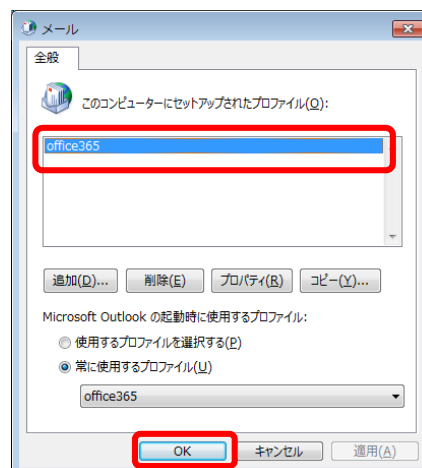 メール
全般
このコンピューターにセットアップされたプロファイル(O):
office365
追加(D)... 削除(E) プロパティ(R) コピー(Y)...
Microsoft Outlook の起動時に使用するプロファイル:
使用するプロファイルを選択する(P)
常に使用するプロファイル(U)
office365
OK キャンセル 適用(A)